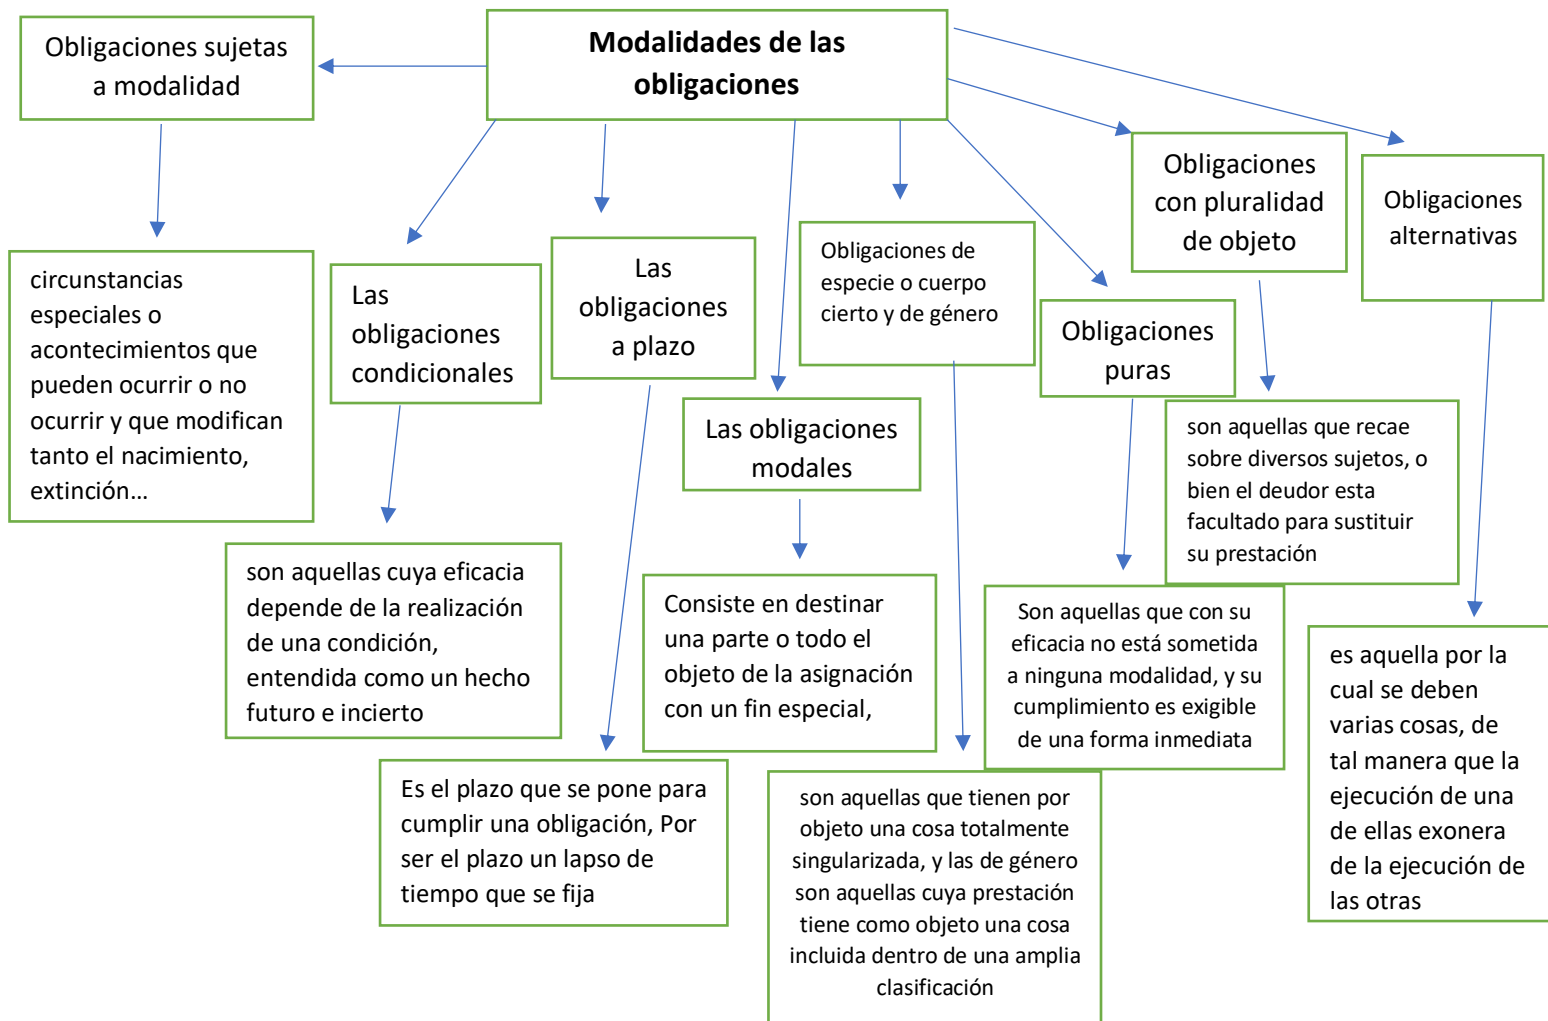 Modalidades de las
obligaciones
Obligaciones sujetas
a modalidad
circunstancias
especiales o
acontecimientos que
pueden ocurrir o no
ocurrir y que modifican
tanto el nacimiento,
extinción…
Las
obligaciones
condicionales
son aquellas cuya eficacia
depende de la realización
de una condición,
entendida como un hecho
futuro e incierto
Las
obligaciones
a plazo
Es el plazo que se pone para
cumplir una obligación, Por
ser el plazo un lapso de
tiempo que se fija
Las obligaciones
modales
Consiste en destinar
una parte o todo el
objeto de la asignación
con un fin especial,
Obligaciones de
especie o cuerpo
cierto y de género
son aquellas que tienen por
objeto una cosa totalmente
singularizada, y las de género
son aquellas cuya prestación
tiene como objeto una cosa
incluida dentro de una amplia
clasificación
Obligaciones
puras
Son aquellas que con su
eficacia no está sometida
a ninguna modalidad, y su
cumplimiento es exigible
de una forma inmediata
Obligaciones
con pluralidad
de objeto
son aquellas que recae
sobre diversos sujetos, o
bien el deudor esta
facultado para sustituir
su prestación
Obligaciones
alternativas
es aquella por la
cual se deben
varias cosas, de
tal manera que la
ejecución de una
de ellas exonera
de la ejecución de
las otras